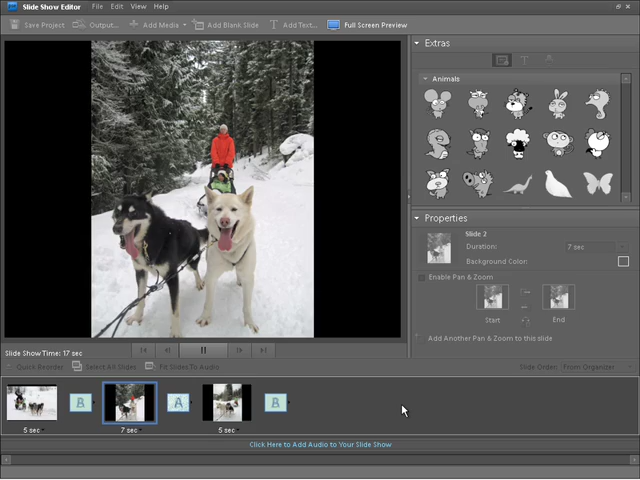 Slide Show Editor File Edit View Help
Save Project Output... Add Media Add Blank Slide Add Text... Full Screen Preview
Extras
T
Animals
Properties
Slide 2
Duration: 7 sec
Background Color:
Enable Pan & Zoom
Start End
Add Another Pan & Zoom to this slide
Slide Show Time: 17 sec
Quick Reorder Select All Slides Fit Slides To Audio Slide Order: From Organizer
B A B
5 sec 7 sec 5 sec
Click Here to Add Audio to Your Slide Show